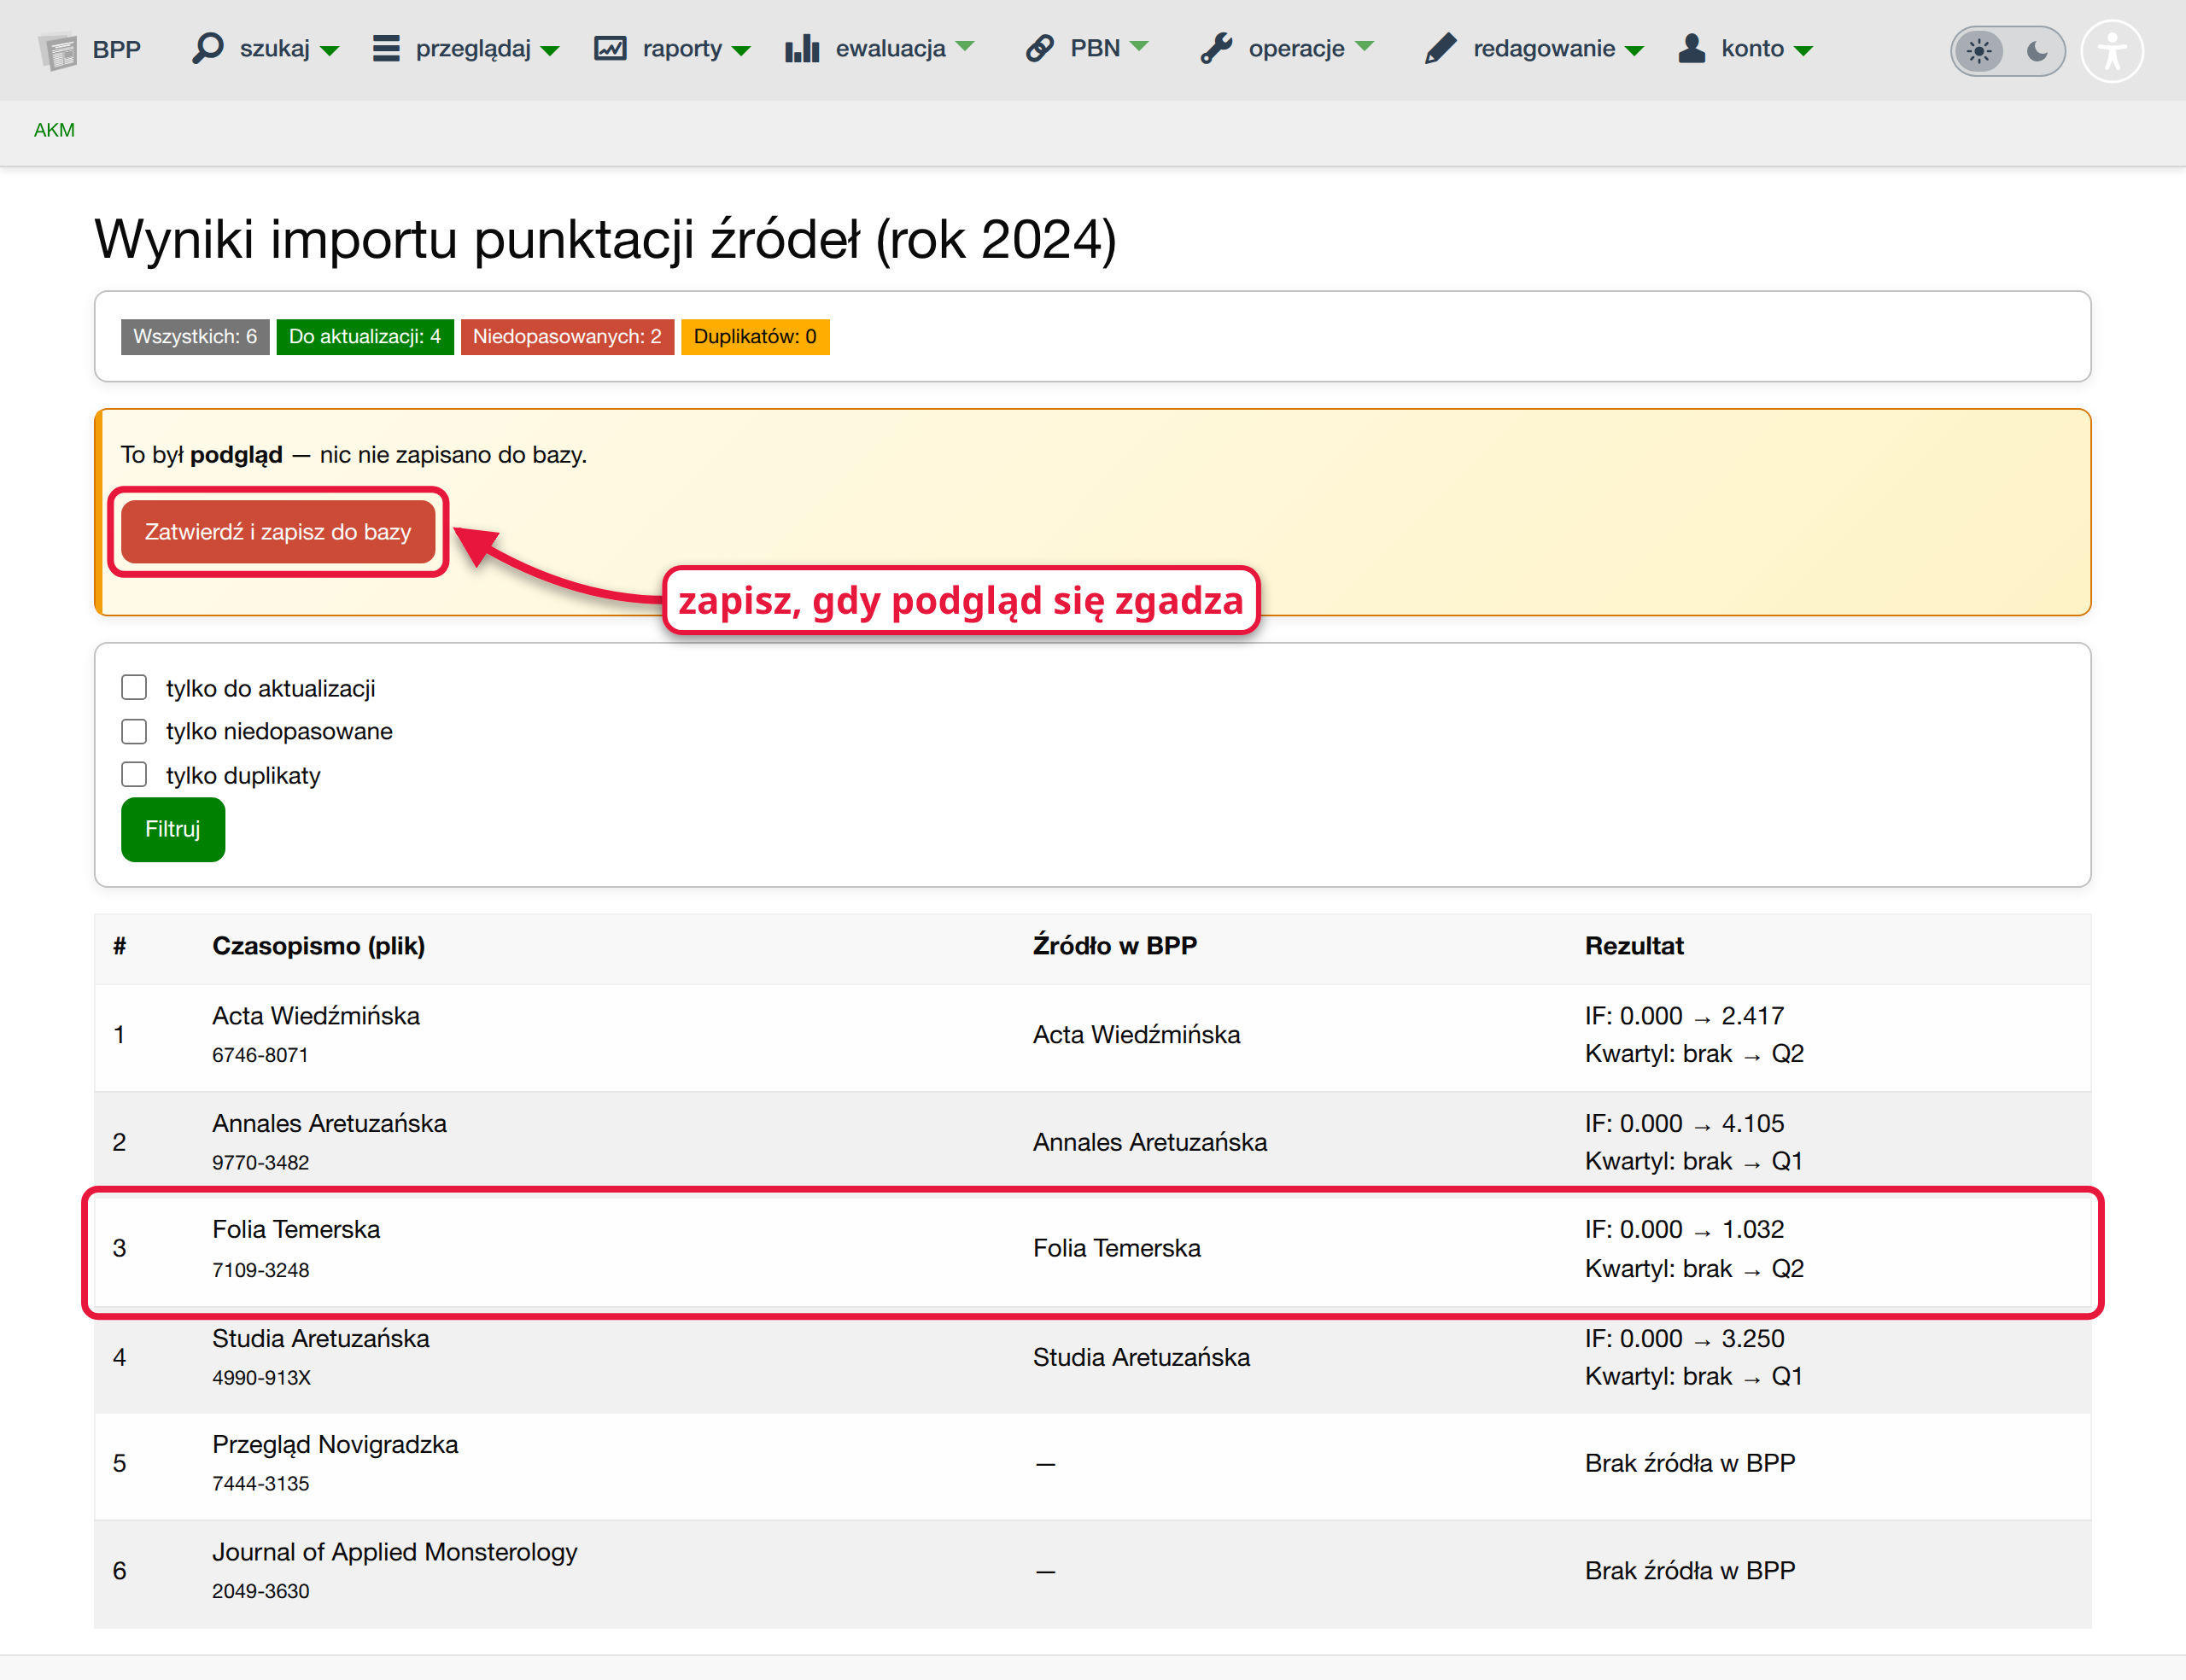 BPP szukaj przeglądaj raporty ewaluacja PBN operacje redagowanie konto
AKM
Wyniki importu punktacji źródeł (rok 2024)
Wszystkich: 6 Do aktualizacji: 4 Niedopasowanych: 2 Duplikatów: 0
To był podgląd — nic nie zapisano do bazy.
Zatwierdź i zapisz do bazy
zapisz, gdy podgląd się zgadza
tylko do aktualizacji
tylko niedopasowane
tylko duplikaty
Filtruj
# Czasopismo (plik) Źródło w BPP Rezultat
1 Acta Wiedźmińska Acta Wiedźmińska IF: 0.000 → 2.417
6746-8071 Kwartyl: brak → Q2
2 Annales Aretuzańska Annales Aretuzańska IF: 0.000 → 4.105
9770-3482 Kwartyl: brak → Q1
3 Folia Temerska Folia Temerska IF: 0.000 → 1.032
7109-3248 Kwartyl: brak → Q2
4 Studia Aretuzańska Studia Aretuzańska IF: 0.000 → 3.250
4990-913X Kwartyl: brak → Q1
5 Przegląd Novigradzka — Brak źródła w BPP
7444-3135
6 Journal of Applied Monsterology — Brak źródła w BPP
2049-3630